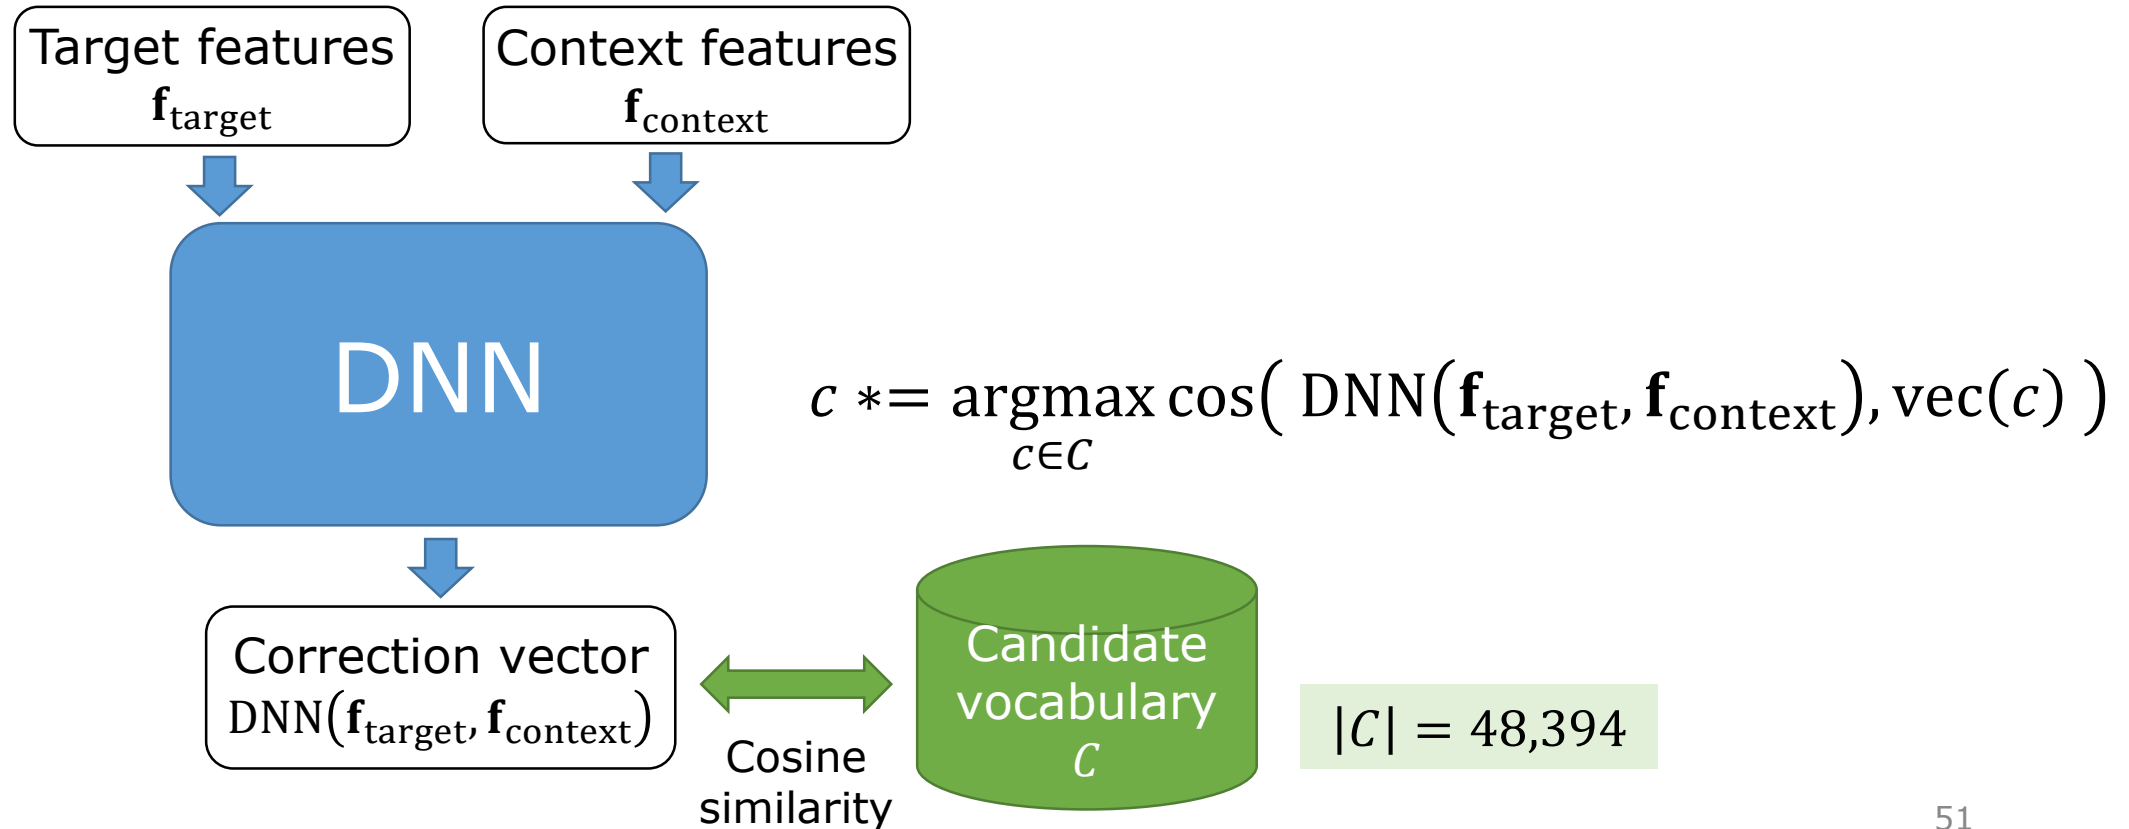 Target features
f_target
Context features
f_context
DNN
c *= argmax cos( DNN(f_target, f_context), vec(c) )
c∈C
Correction vector
DNN(f_target, f_context)
Cosine
similarity
Candidate
vocabulary
C
|C| = 48,394
51